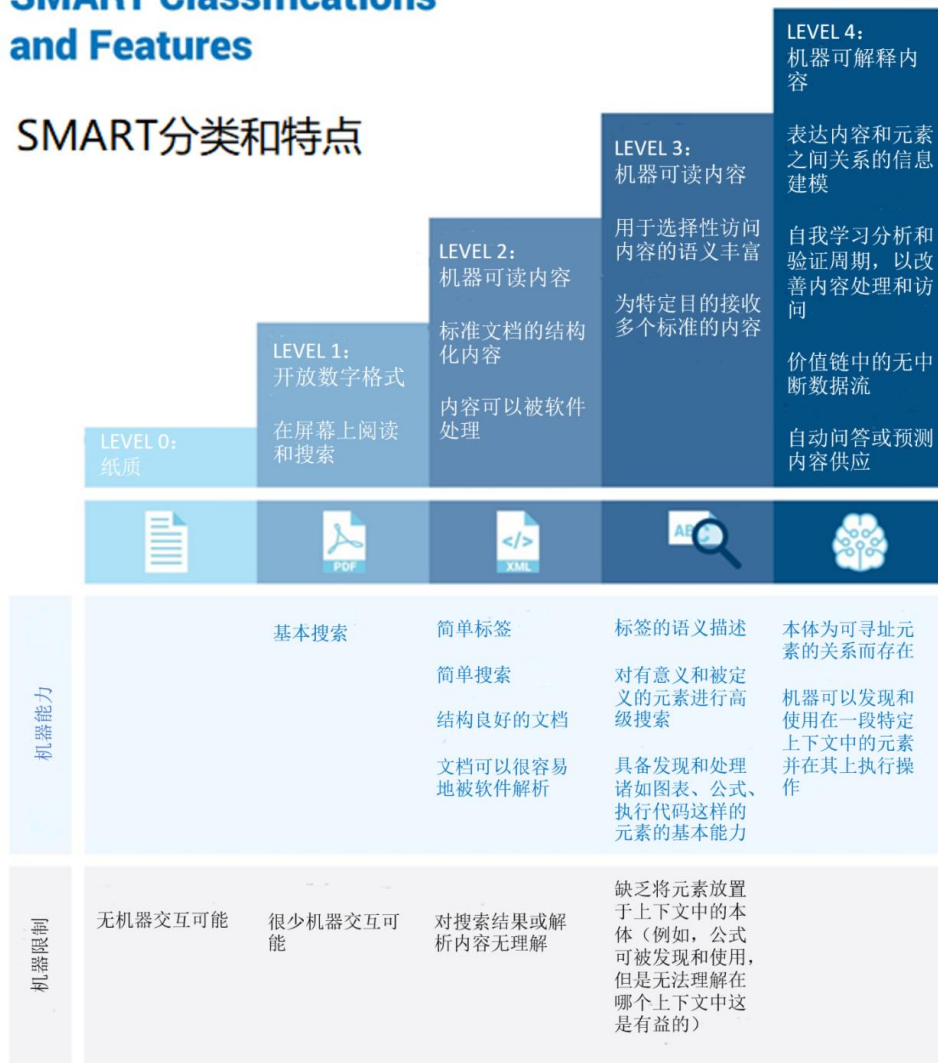 SMART Classifications
and Features
SMART分类和特点
LEVEL 0:
纸质
LEVEL 1:
开放数字格式
在屏幕上阅读
和搜索
LEVEL 2:
机器可读内容
标准文档的结构
化内容
内容可以被软件
处理
LEVEL 3:
机器可读内容
用于选择性访问
内容的语义丰富
为特定目的接收
多个标准的内容
LEVEL 4:
机器可解释内
容
表达内容和元素
之间关系的信息
建模
自我学习分析和
验证周期，以改
善内容处理和访
问
价值链中的无中
断数据流
自动问答或预测
内容供应
PDF
</>
XML
ABC
机器能力
基本搜索
简单标签
简单搜索
结构良好的文档
文档可以很容易
地被软件解析
标签的语义描述
对有意义和被定
义的元素进行高
级搜索
具备发现和处理
诸如图表、公式、
执行代码这样的
元素的基本能力
本体为可寻址元
素的关系而存在
机器可以发现和
使用在一段特定
上下文中的元素
并在其上执行操
作
机器限制
无机器交互可能
很少机器交互可
能
对搜索结果或解
析内容无理解
缺乏将元素放置
于上下文中的本
体（例如，公式
可被发现和使用，
但是无法理解在
哪个上下文中这
是有益的）